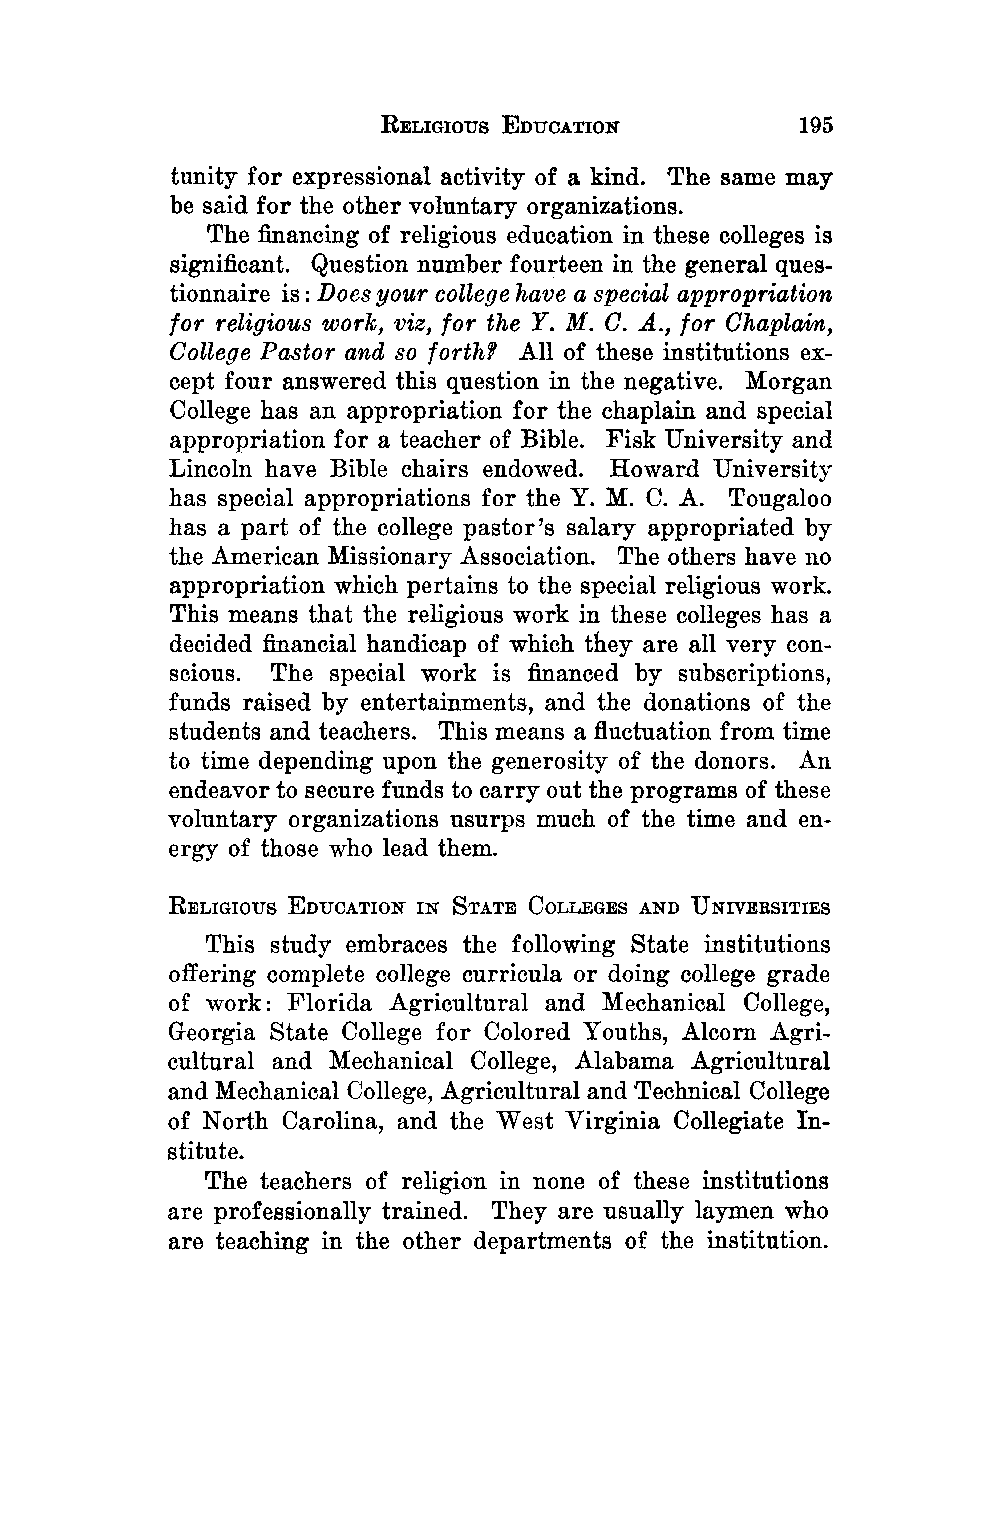 RELIGIOUS EDUCATION 195
tunity for expressional activity of a kind. The same may
be said for the other voluntary organizations.
The financing of religious education in these colleges is
significant. Question number fourteen in the general ques-
tionnaire is: Does your college have a special appropriation
for religious work, viz, for the Y. M. C. A., for Chaplain,
College Pastor and so forth? All of these institutions ex-
cept four answered this question in the negative. Morgan
College has an appropriation for the chaplain and special
appropriation for a teacher of Bible. Fisk University and
Lincoln have Bible chairs endowed. Howard University
has special appropriations for the Y. M. C. A. Tougaloo
has a part of the college pastor's salary appropriated by
the American Missionary Association. The others have no
appropriation which pertains to the special religious work.
This means that the religious work in these colleges has a
decided financial handicap of which they are all very con-
scious. The special work is financed by subscriptions,
funds raised by entertainments, and the donations of the
students and teachers. This means a fluctuation from time
to time depending upon the generosity of the donors. An
endeavor to secure funds to carry out the programs of these
voluntary organizations usurps much of the time and en-
ergy of those who lead them.
RELIGIOUS EDUCATION IN STATE COLLEGES AND UNIVERSITIES
This study embraces the following State institutions
offering complete college curricula or doing college grade
of work: Florida Agricultural and Mechanical College,
Georgia State College for Colored Youths, Alcorn Agri-
cultural and Mechanical College, Alabama Agricultural
and Mechanical College, Agricultural and Technical College
of North Carolina, and the West Virginia Collegiate In-
stitute.
The teachers of religion in none of these institutions
are professionally trained. They are usually laymen who
are teaching in the other departments of the institution.